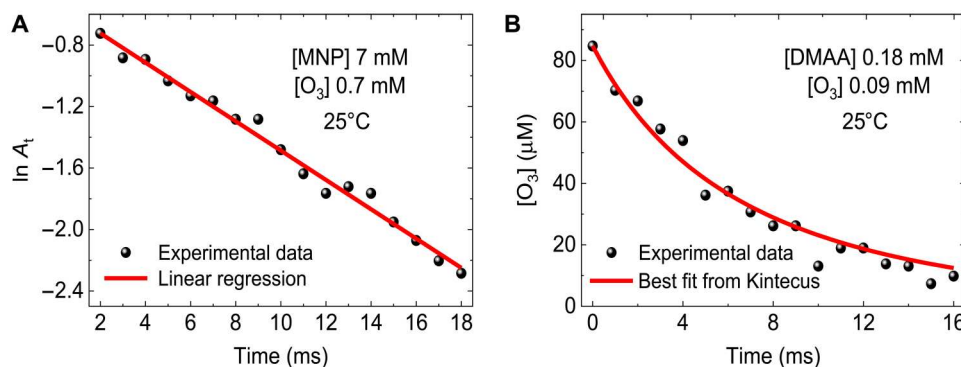 A
[MNP] 7 mM
[O₃] 0.7 mM
25°C
ln Aₜ
−0.8
−1.2
−1.6
−2.0
−2.4
Experimental data
Linear regression
2 4 6 8 10 12 14 16 18
Time (ms)
B
[DMAA] 0.18 mM
[O₃] 0.09 mM
25°C
[O₃] (μM)
80
60
40
20
0
Experimental data
Best fit from Kintecus
0 4 8 12 16
Time (ms)